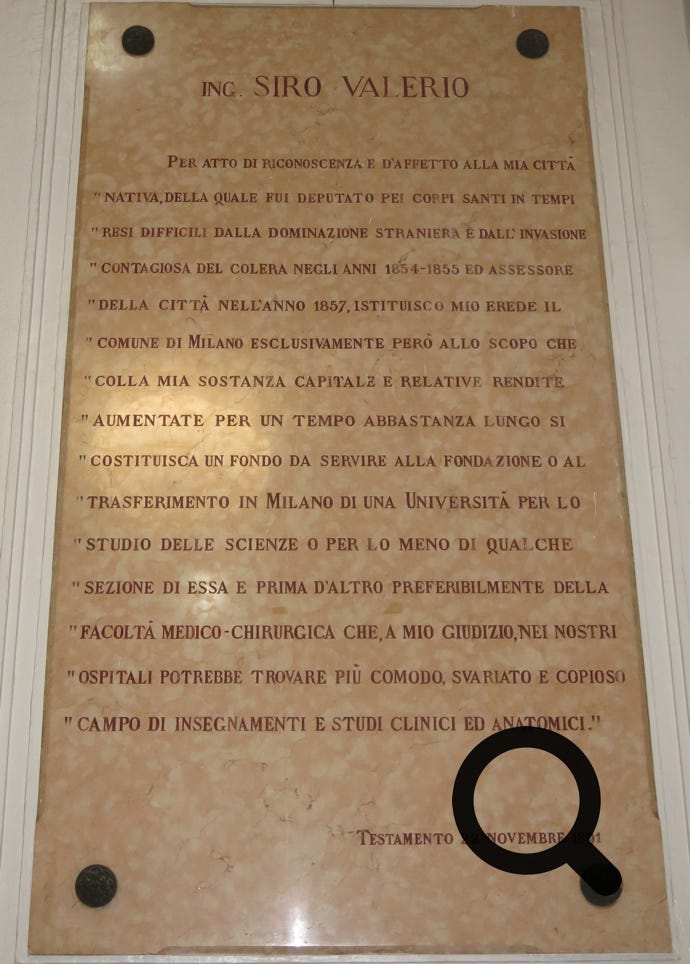 ING. SIRO VALERIO
PER ATTO DI RICONOSCENZA E D'AFFETTO ALLA MIA CITTÀ
"NATIVA, DELLA QUALE FUI DEPUTATO PEI CORPI SANTI IN TEMPI
"RESI DIFFICILI DALLA DOMINAZIONE STRANIERA E DALL'INVASIONE
"CONTAGIOSA DEL COLERA NEGLI ANNI 1854-1855 ED ASSESSORE
"DELLA CITTÀ NELL'ANNO 1857, ISTITUISCO MIO EREDE IL
"COMUNE DI MILANO ESCLUSIVAMENTE PERÒ ALLO SCOPO CHE
"COLLA MIA SOSTANZA CAPITALE E RELATIVE RENDITE
"AUMENTATE PER UN TEMPO ABBASTANZA LUNGO SI
"COSTITUISCA UN FONDO DA SERVIRE ALLA FONDAZIONE O AL
"TRASFERIMENTO IN MILANO DI UNA UNIVERSITÀ PER LO
"STUDIO DELLE SCIENZE O PER LO MENO DI QUALCHE
"SEZIONE DI ESSA E PRIMA D'ALTRO PREFERIBILMENTE DELLA
"FACOLTÀ MEDICO-CHIRURGICA CHE, A MIO GIUDIZIO, NEI NOSTRI
"OSPITALI POTREBBE TROVARE PIÙ COMODO, SVARIATO E COPIOSO
"CAMPO DI INSEGNAMENTI E STUDI CLINICI ED ANATOMICI."
TESTAMENTO NOVEMBRE